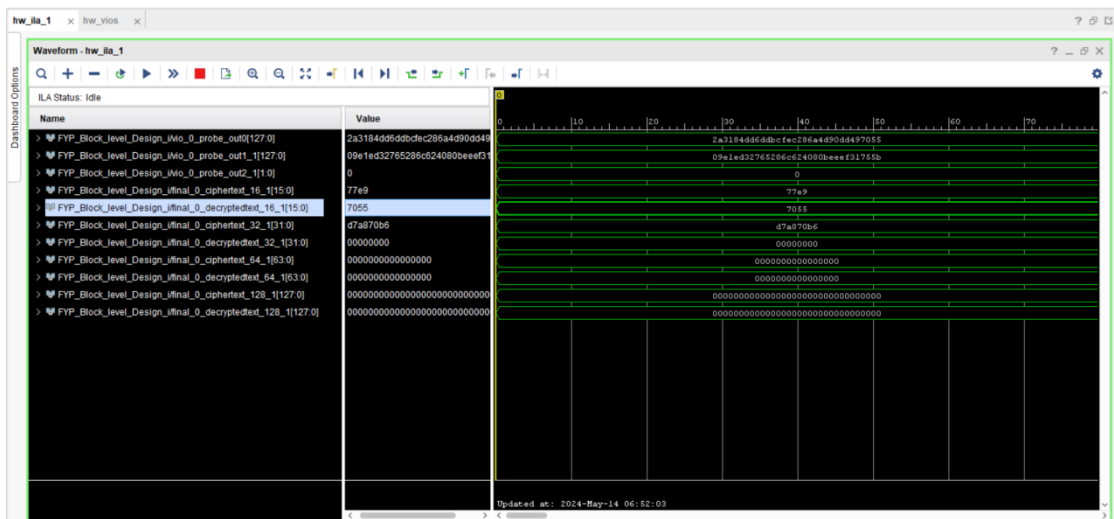 hw_ila_1 × hw_vios ×
Dashboard Options
Waveform - hw_ila_1
ILA Status: Idle
Name Value
0
0 10 20 30 40 50 60 70
FYP_Block_level_Design_i/vio_0_probe_out0[127:0] 2a3184dd6ddbcfec286a4d90dd49 2a3184dd6ddbcfec286a4d90dd497055
FYP_Block_level_Design_i/vio_0_probe_out1_1[127:0] 09e1ed32765286c624080beeef31 09e1ed32765286c624080beeef31755b
FYP_Block_level_Design_i/vio_0_probe_out2_1[1:0] 0 0
FYP_Block_level_Design_i/final_0_ciphertext_16_1[15:0] 77e9 77e9
FYP_Block_level_Design_i/final_0_decryptedtext_16_1[15:0] 7055 7055
FYP_Block_level_Design_i/final_0_ciphertext_32_1[31:0] d7a870b6 d7a870b6
FYP_Block_level_Design_i/final_0_decryptedtext_32_1[31:0] 00000000 00000000
FYP_Block_level_Design_i/final_0_ciphertext_64_1[63:0] 0000000000000000 0000000000000000
FYP_Block_level_Design_i/final_0_decryptedtext_64_1[63:0] 0000000000000000 0000000000000000
FYP_Block_level_Design_i/final_0_ciphertext_128_1[127:0] 0000000000000000000000000000 00000000000000000000000000000000
FYP_Block_level_Design_i/final_0_decryptedtext_128_1[127:0] 0000000000000000000000000000 00000000000000000000000000000000
Updated at: 2024-May-14 06:52:03